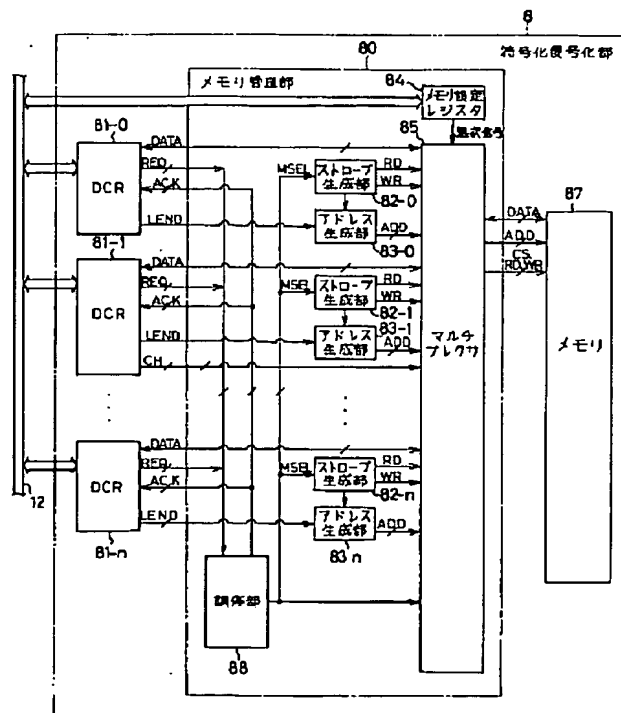 8
符号化復号化部
80
メモリ管理部
84
メモリ設定
レジスタ
選択信号
85
81-0
DCR
DATA
REQ
ACK
LEND
MSEL
ストローブ
生成部
RD
WR
82-0
アドレス
生成部
ADD
83-0
81-1
DCR
DATA
REQ
ACK
LEND
CH
MSEL
ストローブ
生成部
RD
WR
82-1
83-1
アドレス
生成部
ADD
マルチ
プレクサ
DATA
ADD
CS
RD,WR
87
メモリ
DCR
DATA
REQ
ACK
LEND
MSEL
ストローブ
生成部
RD
WR
82-n
アドレス
生成部
ADD
83-n
12
81-n
調停部
88